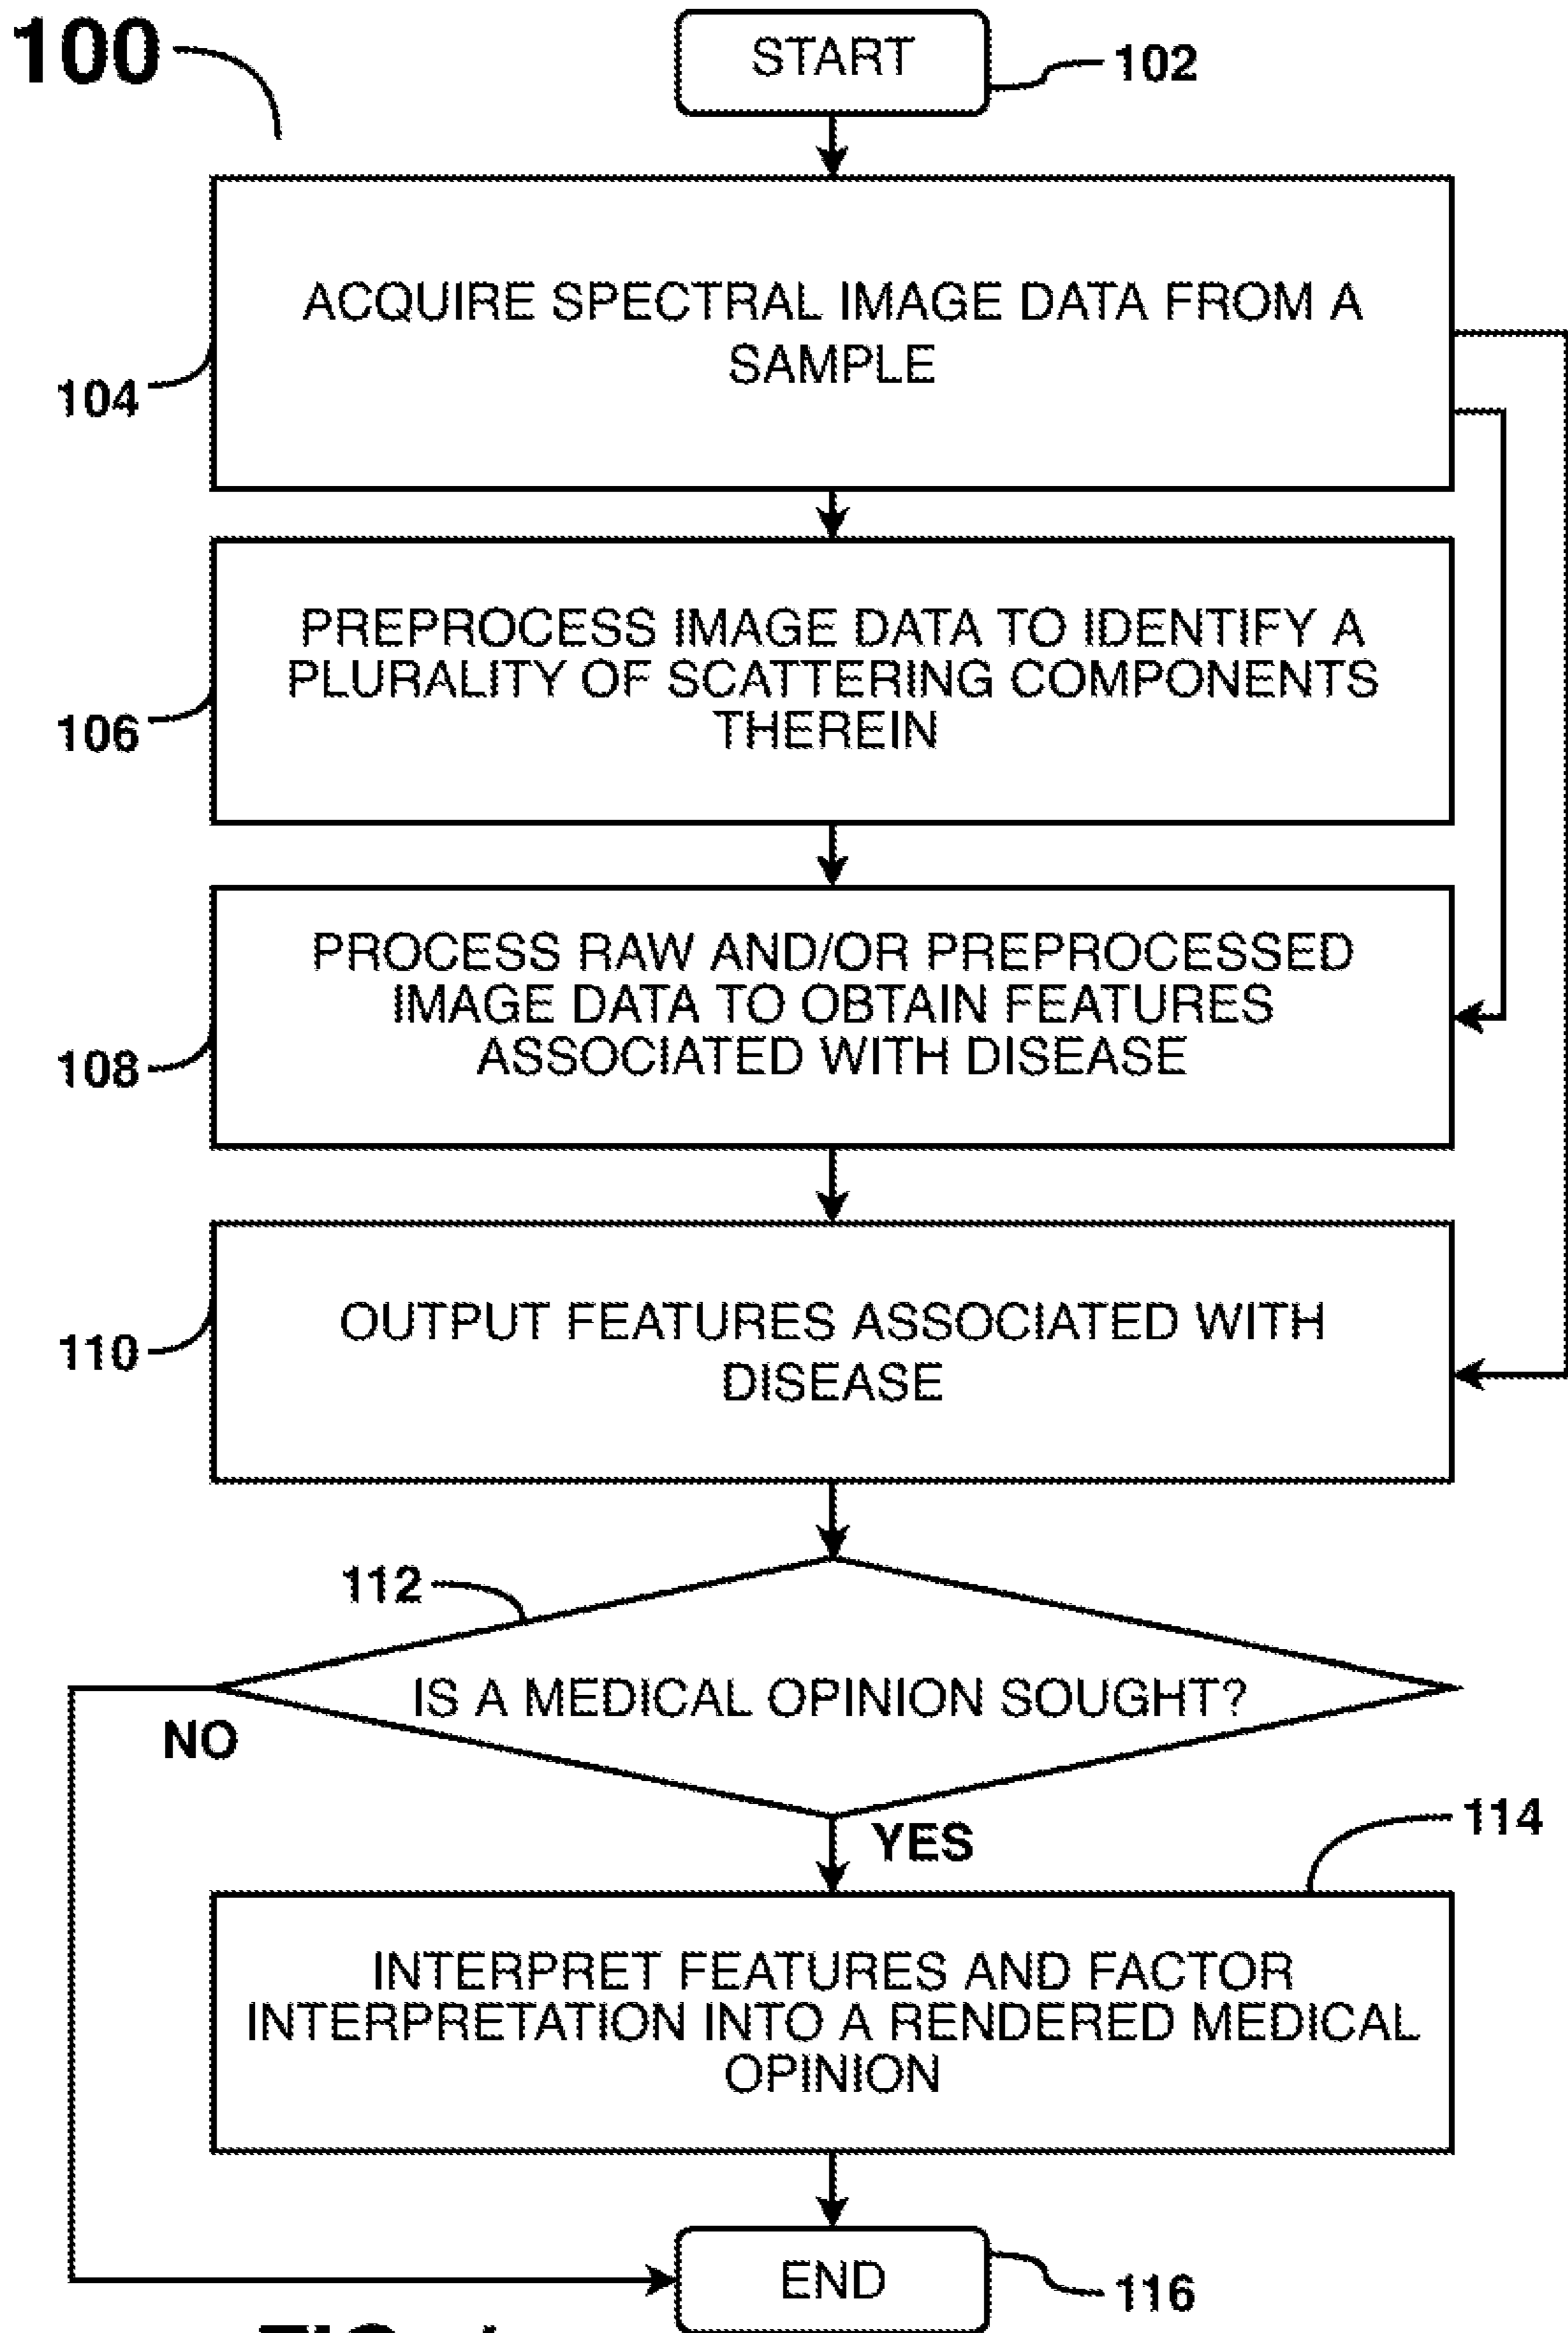 100
START
102
ACQUIRE SPECTRAL IMAGE DATA FROM A
SAMPLE
104
PREPROCESS IMAGE DATA TO IDENTIFY A
PLURALITY OF SCATTERING COMPONENTS
THEREIN
106
PROCESS RAW AND/OR PREPROCESSED
IMAGE DATA TO OBTAIN FEATURES
ASSOCIATED WITH DISEASE
108
OUTPUT FEATURES ASSOCIATED WITH
DISEASE
110
112
IS A MEDICAL OPINION SOUGHT?
NO
YES
114
INTERPRET FEATURES AND FACTOR
INTERPRETATION INTO A RENDERED MEDICAL
OPINION
END
116